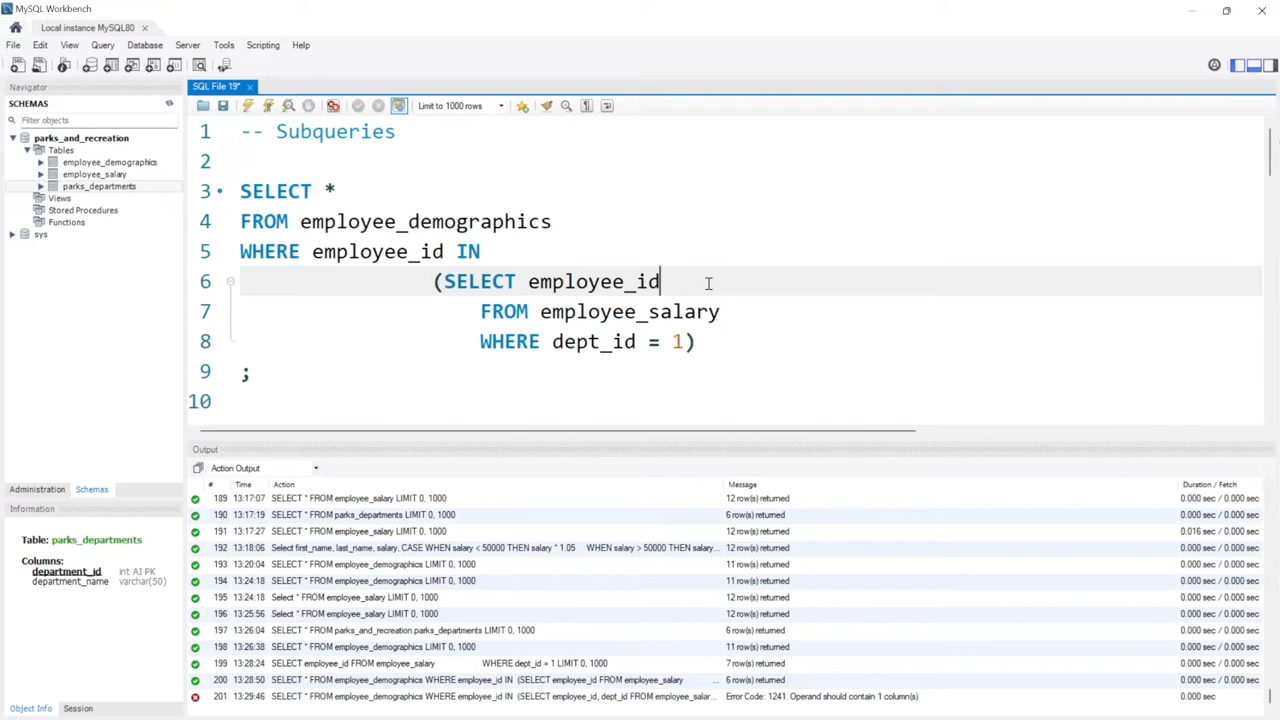 MySQL Workbench
Local instance MySQL80
File Edit View Query Database Server Tools Scripting Help
Navigator
SCHEMAS
Filter objects
parks_and_recreation
Tables
employee_demographics
employee_salary
parks_departments
Views
Stored Procedures
Functions
sys
Administration Schemas
Information
Table: parks_departments
Columns:
department_id int AI PK
department_name varchar(50)
Object Info Session
SQL File 19*
Limit to 1000 rows
1 -- Subqueries
2
3 SELECT *
4 FROM employee_demographics
5 WHERE employee_id IN
6 (SELECT employee_id
7 FROM employee_salary
8 WHERE dept_id = 1)
9 ;
10
Output
Action Output
# Time Action Message Duration / Fetch
189 13:17:07 SELECT * FROM employee_salary LIMIT 0, 1000 12 row(s) returned 0.000 sec / 0.000 sec
190 13:17:19 SELECT * FROM parks_departments LIMIT 0, 1000 6 row(s) returned 0.000 sec / 0.000 sec
191 13:17:27 SELECT * FROM employee_salary LIMIT 0, 1000 12 row(s) returned 0.016 sec / 0.000 sec
192 13:18:06 Select first_name, last_name, salary, CASE WHEN salary < 50000 THEN salary * 1.05 WHEN salary > 50000 THEN salary... 12 row(s) returned 0.000 sec / 0.000 sec
193 13:20:04 SELECT * FROM employee_demographics LIMIT 0, 1000 11 row(s) returned 0.000 sec / 0.000 sec
194 13:24:18 SELECT * FROM employee_demographics LIMIT 0, 1000 11 row(s) returned 0.000 sec / 0.000 sec
195 13:24:18 Select * FROM employee_salary LIMIT 0, 1000 12 row(s) returned 0.000 sec / 0.000 sec
196 13:25:56 Select * FROM employee_salary LIMIT 0, 1000 12 row(s) returned 0.000 sec / 0.000 sec
197 13:26:04 SELECT * FROM parks_and_recreation.parks_departments LIMIT 0, 1000 6 row(s) returned 0.000 sec / 0.000 sec
198 13:26:38 SELECT * FROM employee_demographics LIMIT 0, 1000 11 row(s) returned 0.000 sec / 0.000 sec
199 13:28:24 SELECT employee_id FROM employee_salary WHERE dept_id = 1 LIMIT 0, 1000 7 row(s) returned 0.000 sec / 0.000 sec
200 13:28:50 SELECT * FROM employee_demographics WHERE employee_id IN (SELECT employee_id FROM employee_salary ... 6 row(s) returned 0.000 sec / 0.000 sec
201 13:29:46 SELECT * FROM employee_demographics WHERE employee_id IN (SELECT employee_id, dept_id FROM employee_salar... Error Code: 1241. Operand should contain 1 column(s) 0.000 sec